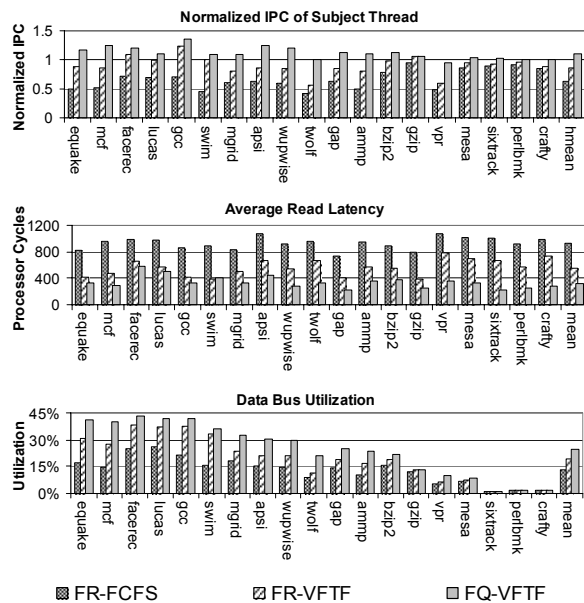 Normalized IPC of Subject Thread
Normalized IPC
1.5
1
0.5
0
equake
mcf
facerec
lucas
gcc
swim
mgrid
apsi
wupwise
twolf
gap
ammp
bzip2
gzip
vpr
mesa
sixtrack
perlbmk
crafty
hmean
Average Read Latency
Processor Cycles
1200
800
400
0
equake
mcf
facerec
lucas
gcc
swim
mgrid
apsi
wupwise
twolf
gap
ammp
bzip2
gzip
vpr
mesa
sixtrack
perlbmk
crafty
mean
Data Bus Utilization
Utilization
45%
30%
15%
0%
equake
mcf
facerec
lucas
gcc
swim
mgrid
apsi
wupwise
twolf
gap
ammp
bzip2
gzip
vpr
mesa
sixtrack
perlbmk
crafty
mean
FR-FCFS FR-VFTF FQ-VFTF